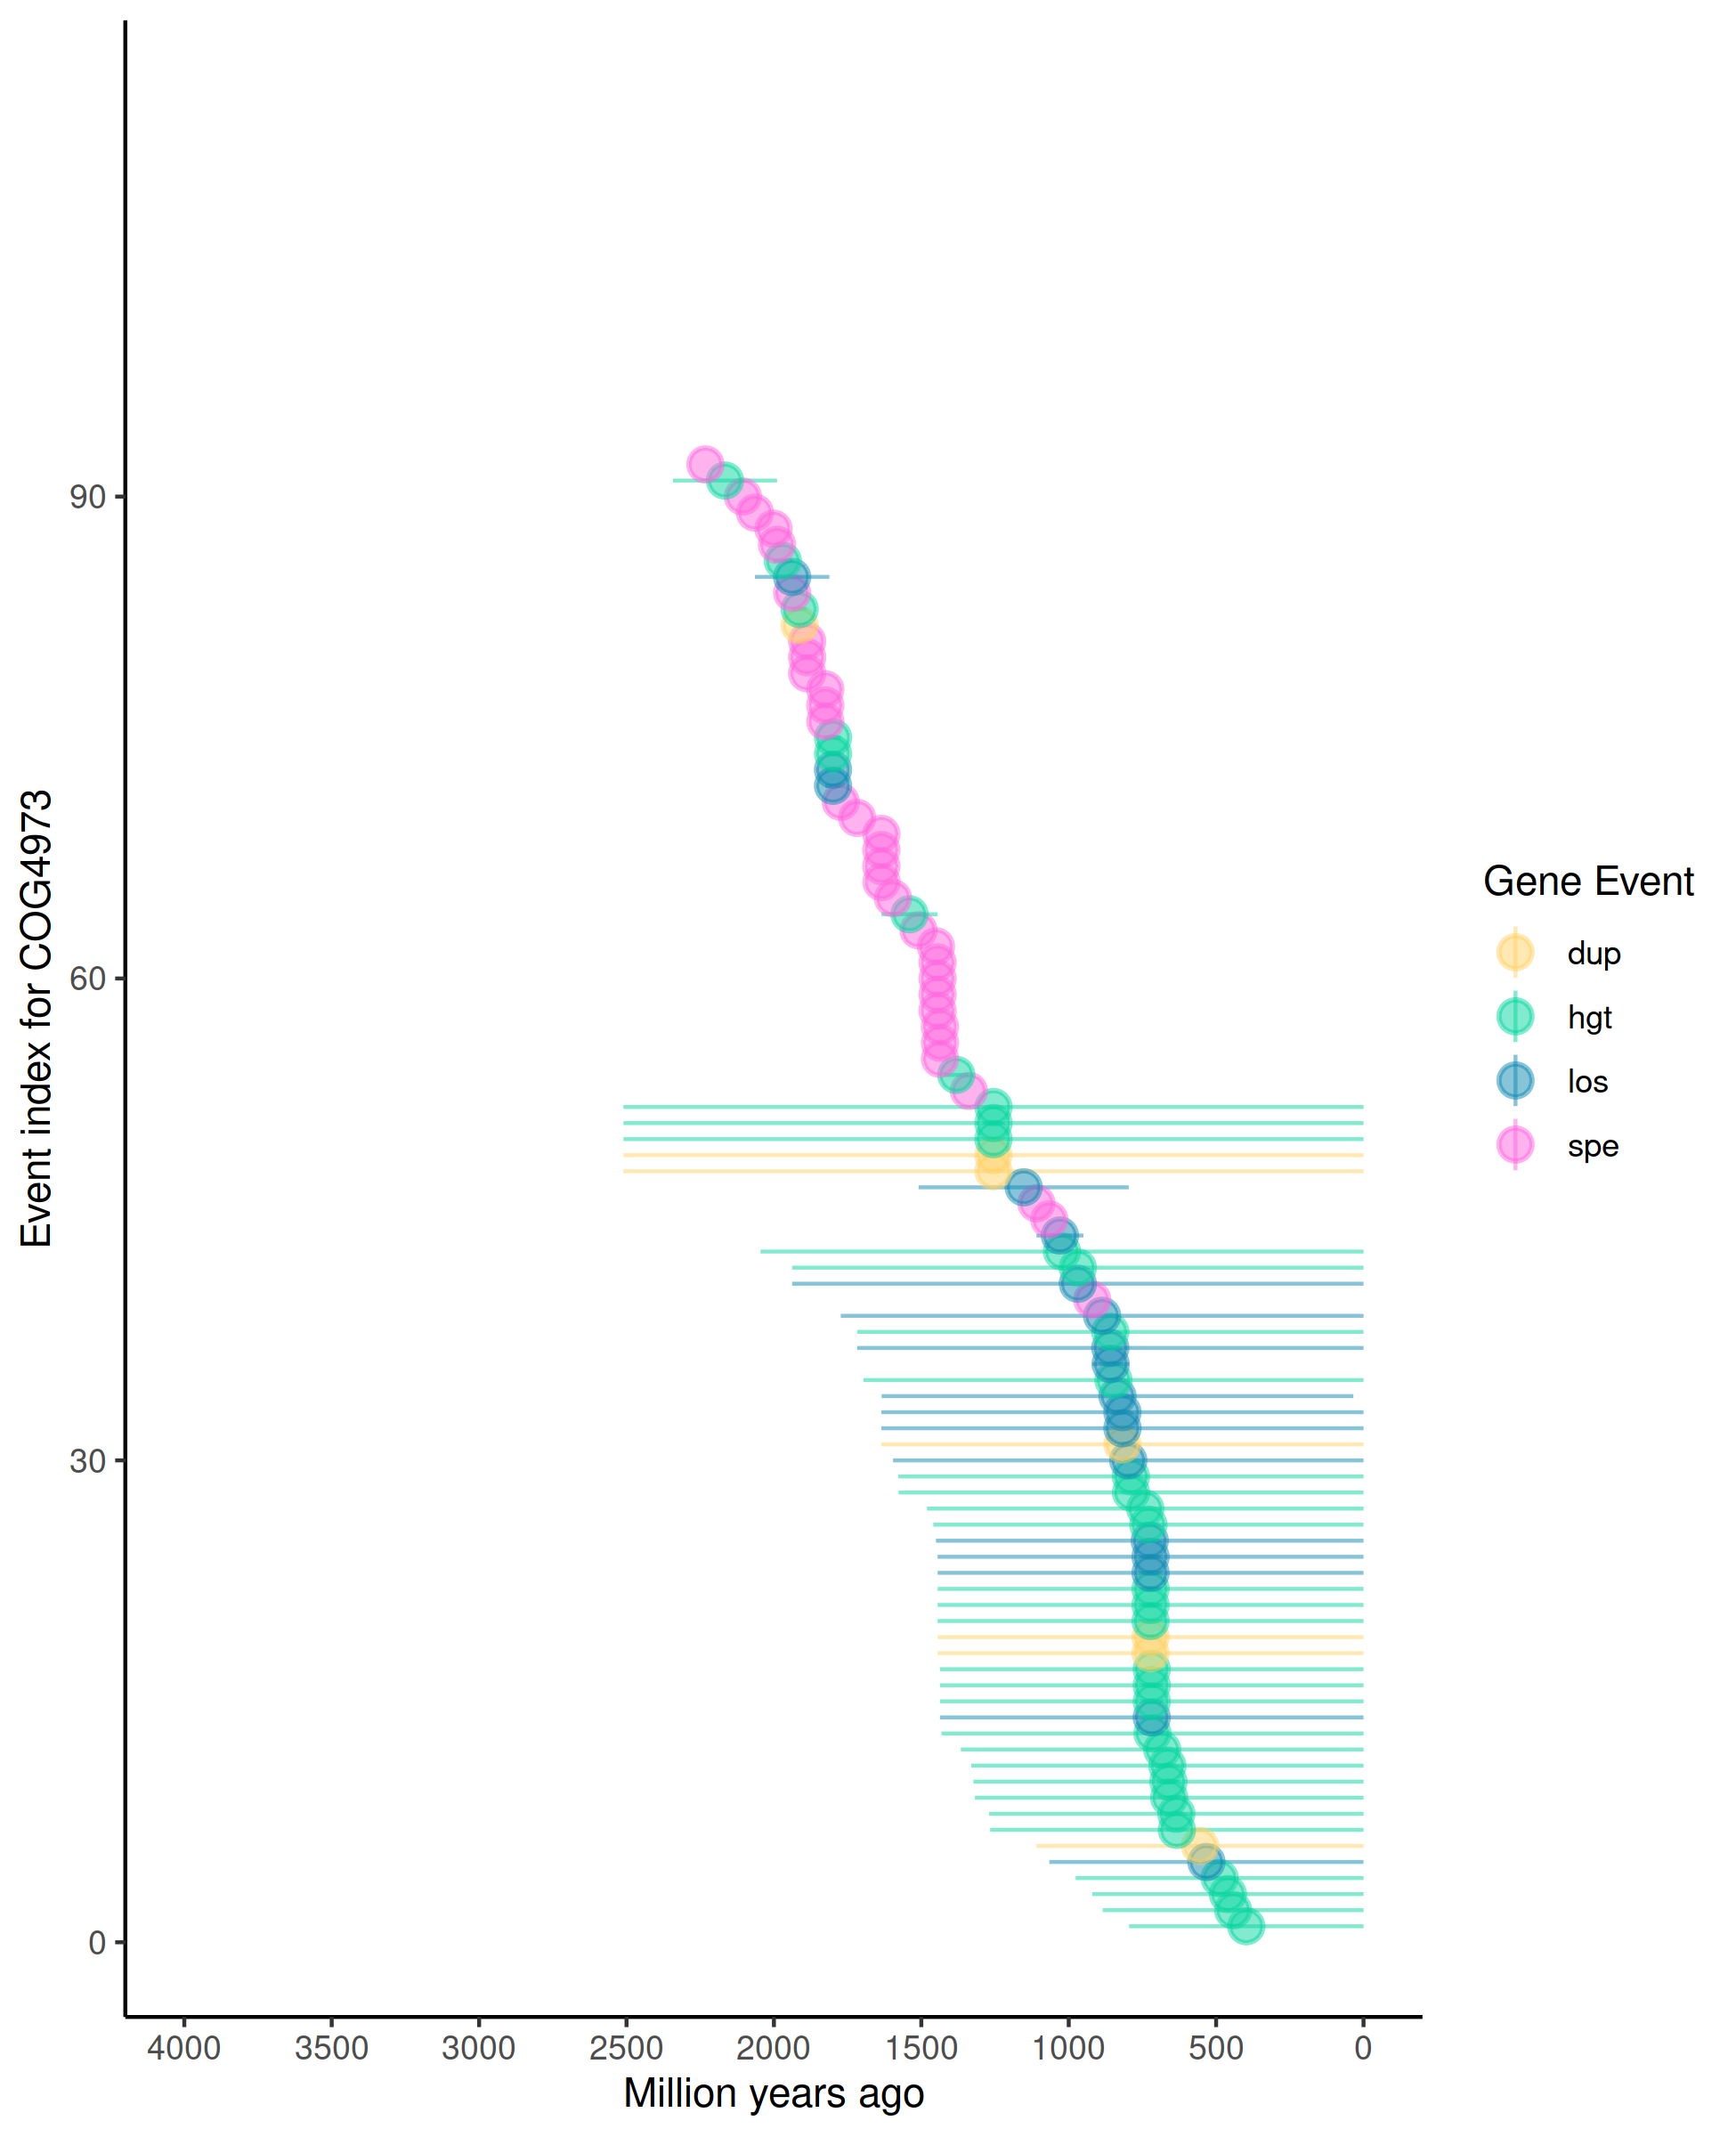 Event index for COG4973
90
60
30
0
4000 3500 3000 2500 2000 1500 1000 500 0
Million years ago
Gene Event
dup
hgt
los
spe